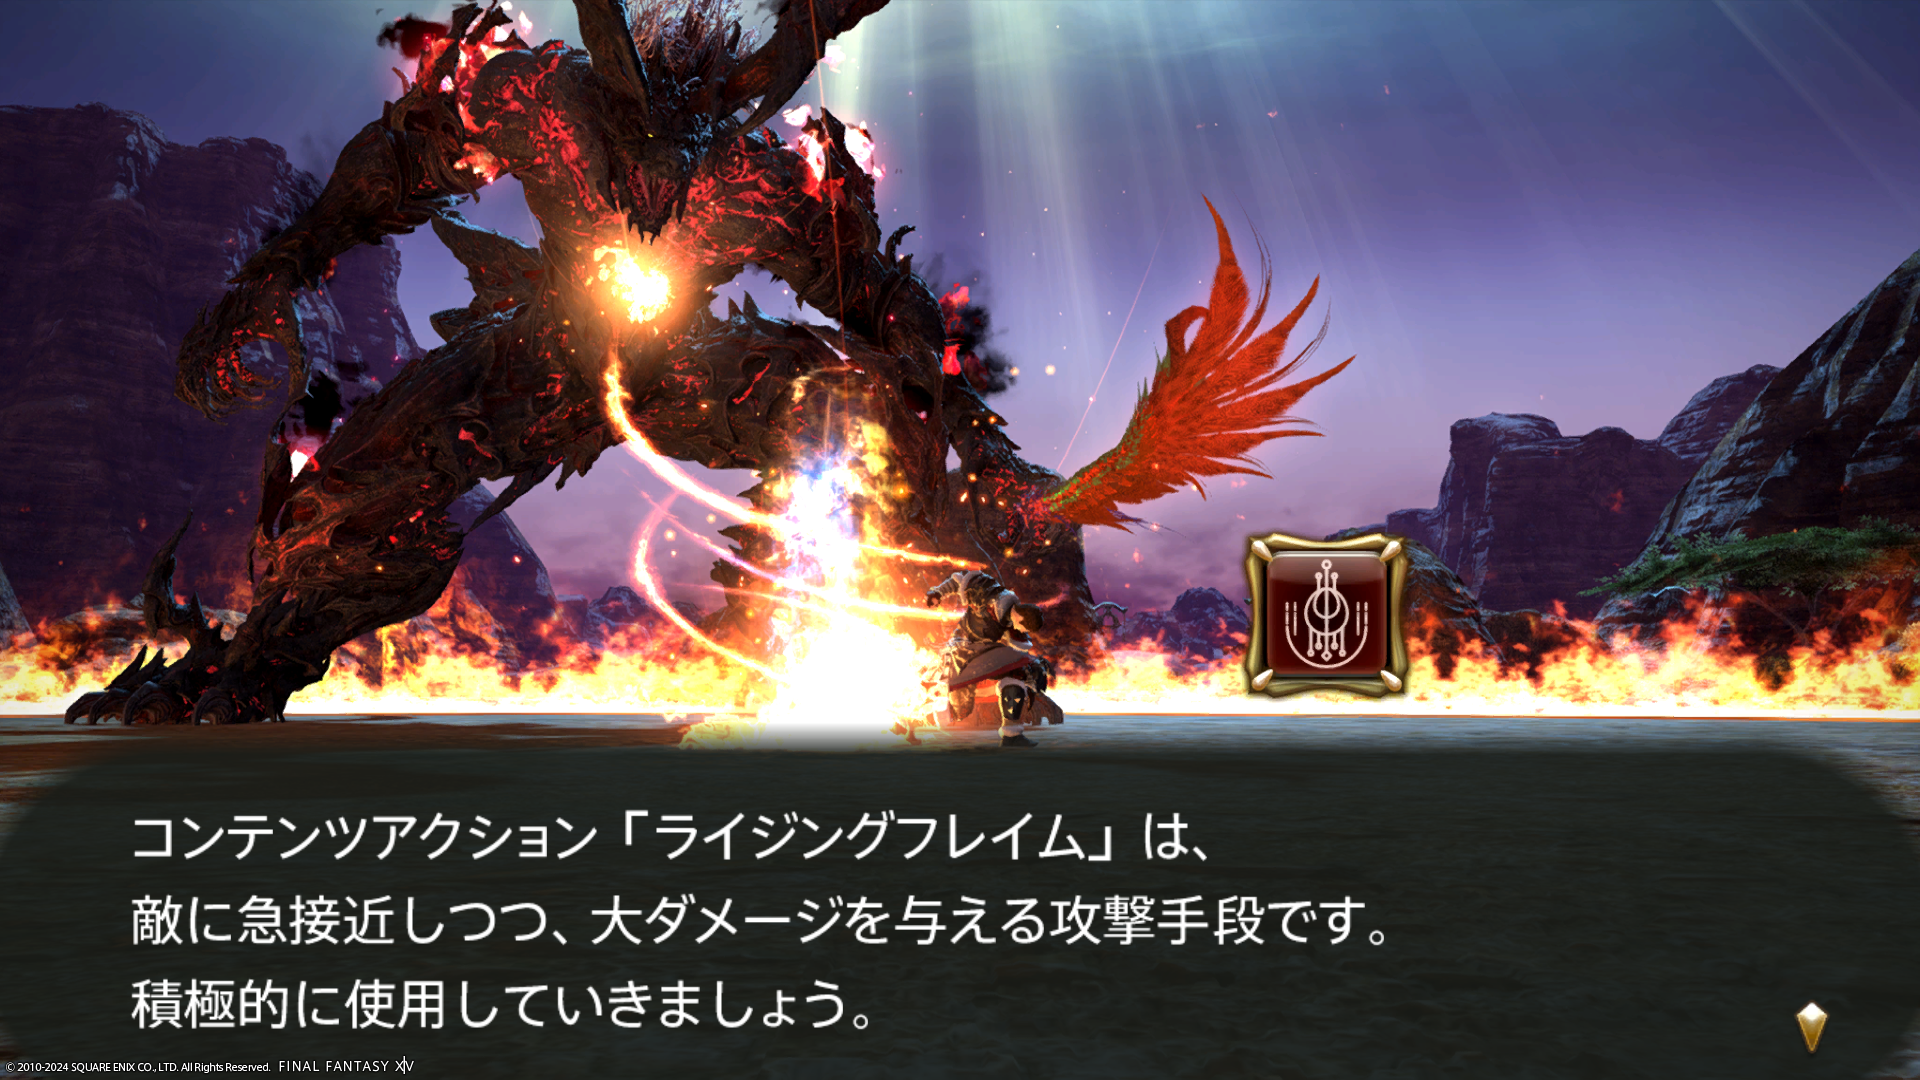 コンテンツアクション「ライジングフレイム」は、
敵に急接近しつつ、大ダメージを与える攻撃手段です。
積極的に使用していきましょう。
© 2010-2024 SQUARE ENIX CO., LTD. All Rights Reserved. FINAL FANTASY XIV